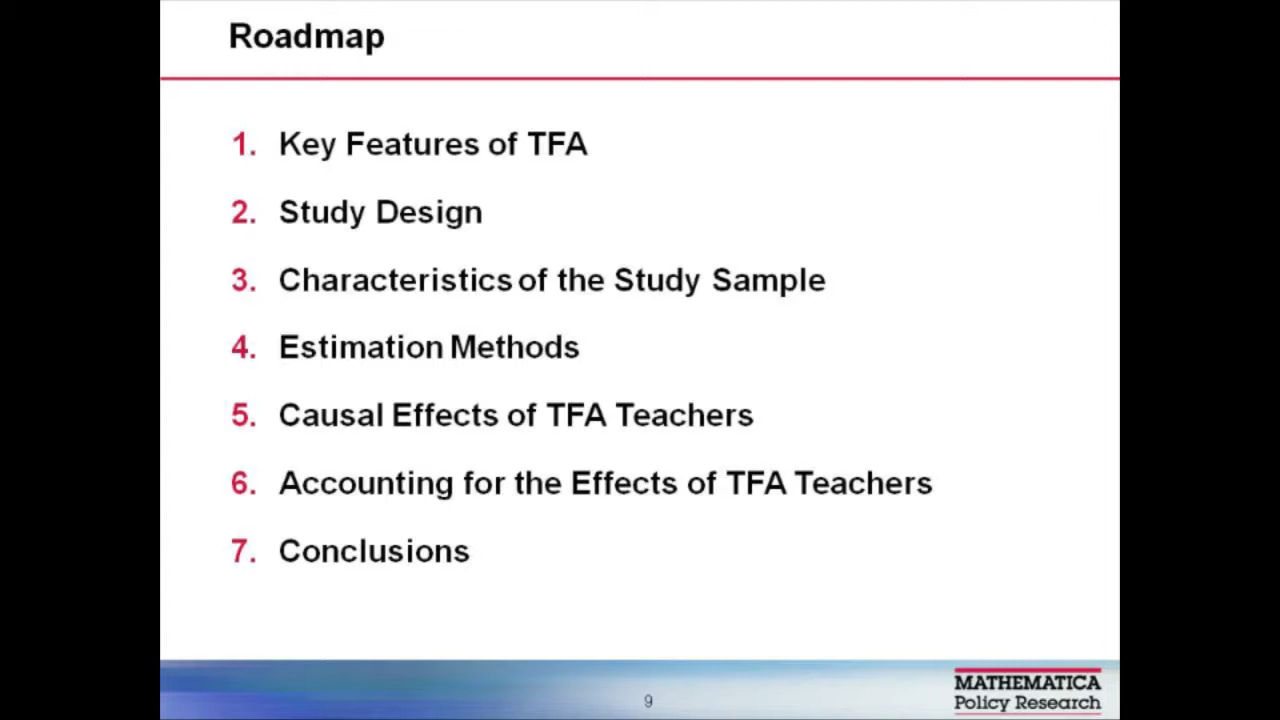 Roadmap
1. Key Features of TFA
2. Study Design
3. Characteristics of the Study Sample
4. Estimation Methods
5. Causal Effects of TFA Teachers
6. Accounting for the Effects of TFA Teachers
7. Conclusions
9
MATHEMATICA
Policy Research